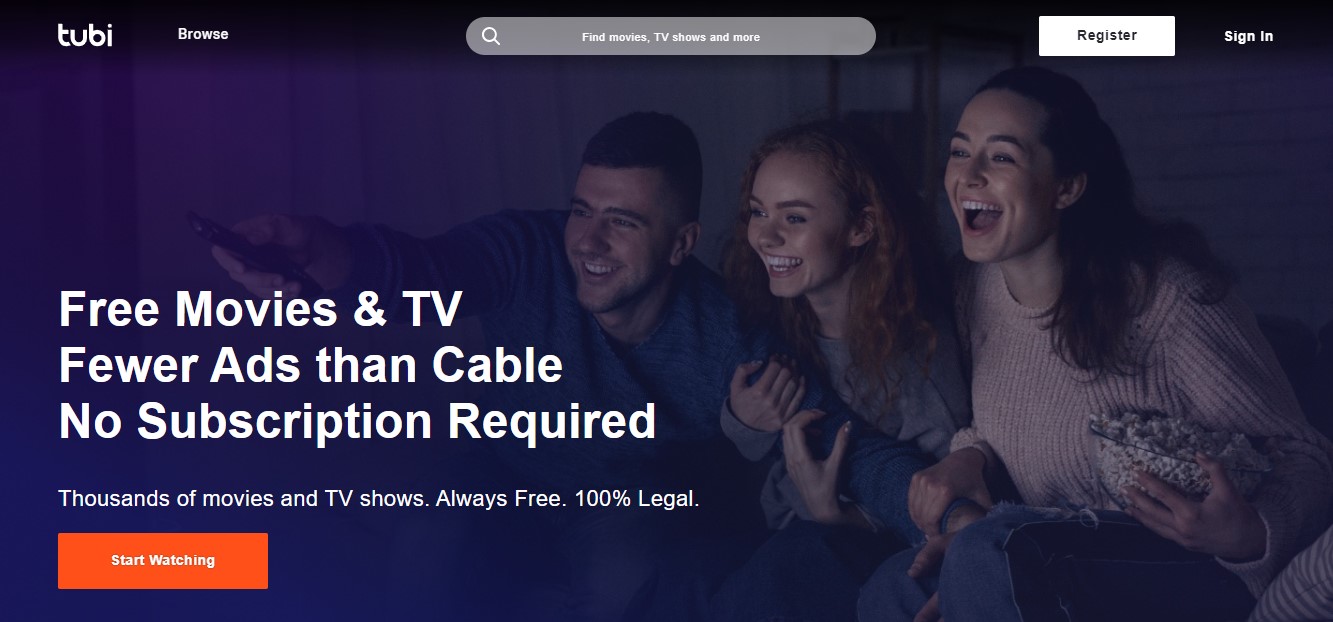 tubi
Browse
Find movies, TV shows and more
Register
Sign In
Free Movies & TV
Fewer Ads than Cable
No Subscription Required
Thousands of movies and TV shows. Always Free. 100% Legal.
Start Watching